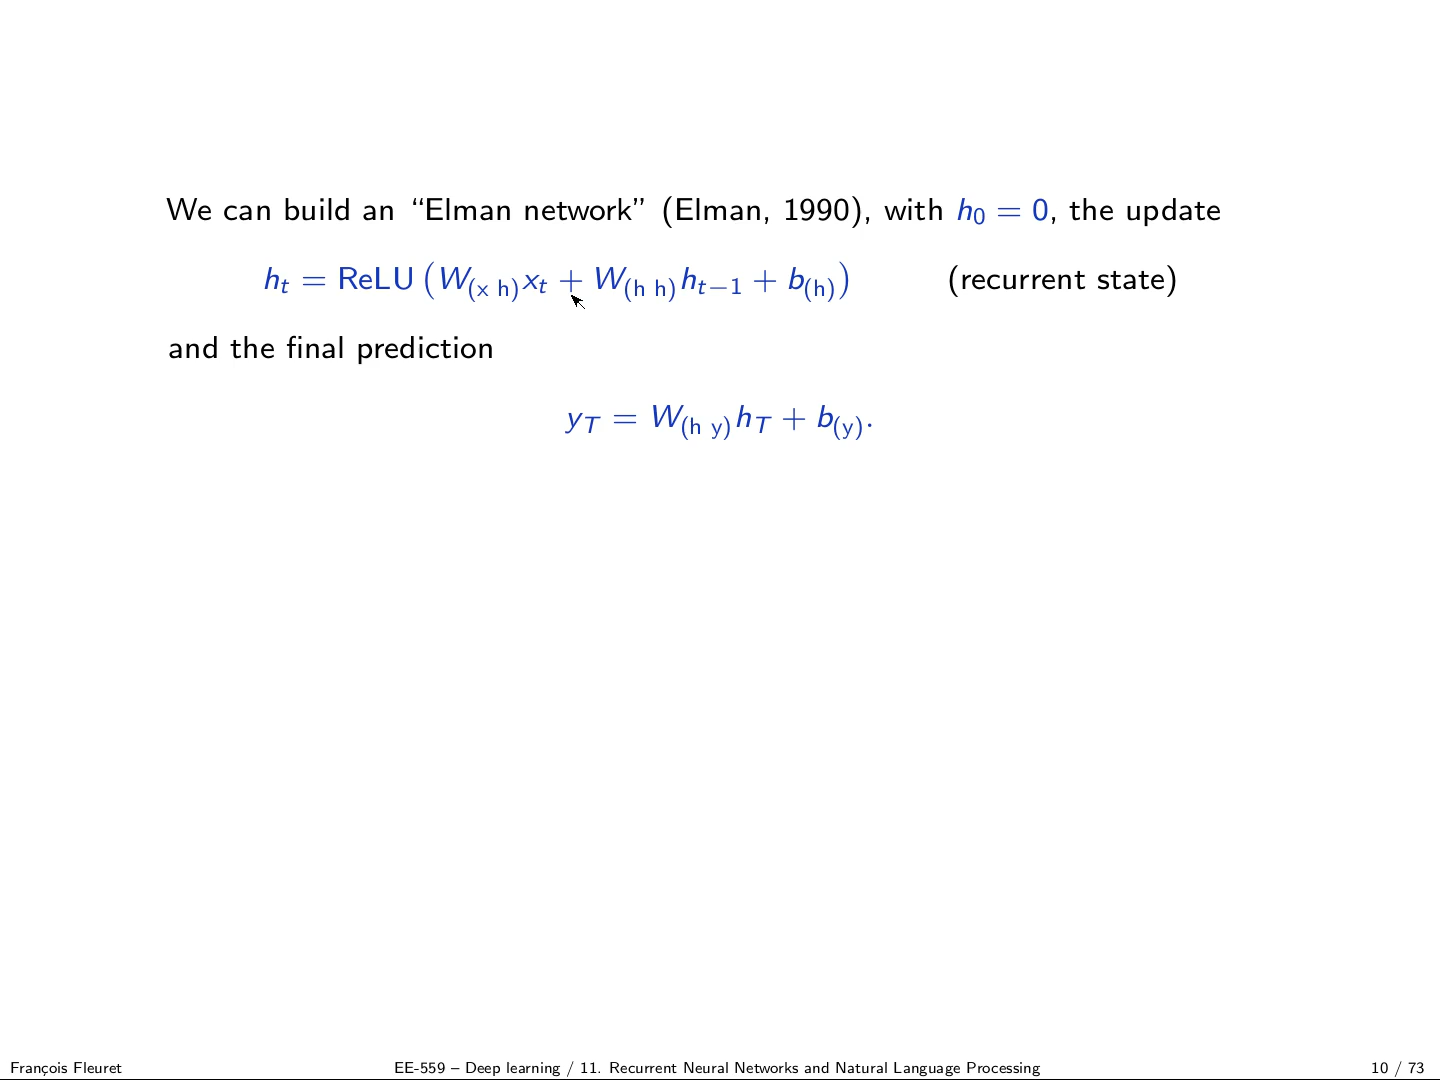 We can build an “Elman network” (Elman, 1990), with h₀ = 0, the update
hₜ = ReLU (W₍ₓ ₕ₎xₜ + W₍ₕ ₕ₎hₜ₋₁ + b₍ₕ₎) (recurrent state)
and the final prediction
y_T = W_(h y)h_T + b_(y).
François Fleuret EE-559 – Deep learning / 11. Recurrent Neural Networks and Natural Language Processing 10 / 73